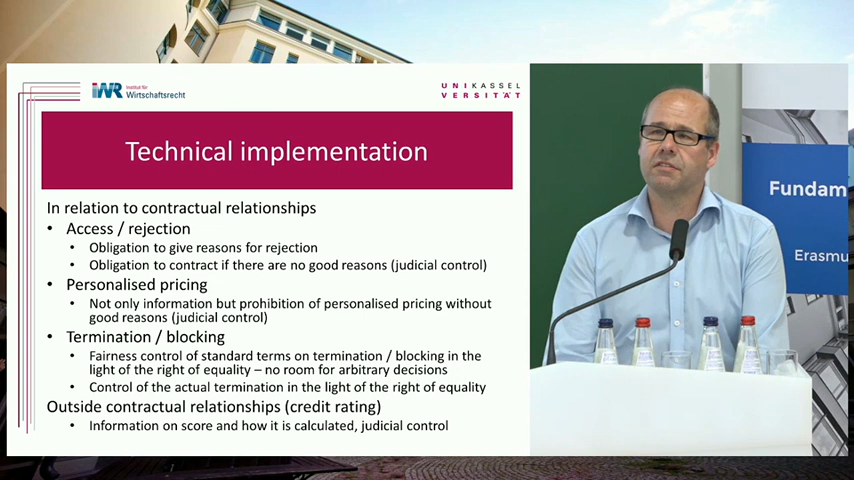 iWR Institut für
Wirtschaftsrecht
UNIKASSEL
VERSITÄT
Technical implementation
In relation to contractual relationships
• Access / rejection
• Obligation to give reasons for rejection
• Obligation to contract if there are no good reasons (judicial control)
• Personalised pricing
• Not only information but prohibition of personalised pricing without
good reasons (judicial control)
• Termination / blocking
• Fairness control of standard terms on termination / blocking in the
light of the right of equality – no room for arbitrary decisions
• Control of the actual termination in the light of the right of equality
Outside contractual relationships (credit rating)
• Information on score and how it is calculated, judicial control
Fundam
Erasmu